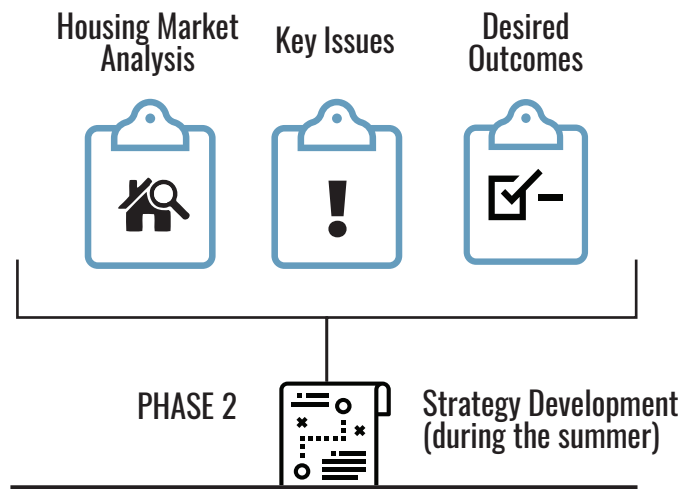 Housing Market
Analysis
Key Issues
Desired
Outcomes
PHASE 2
Strategy Development
(during the summer)